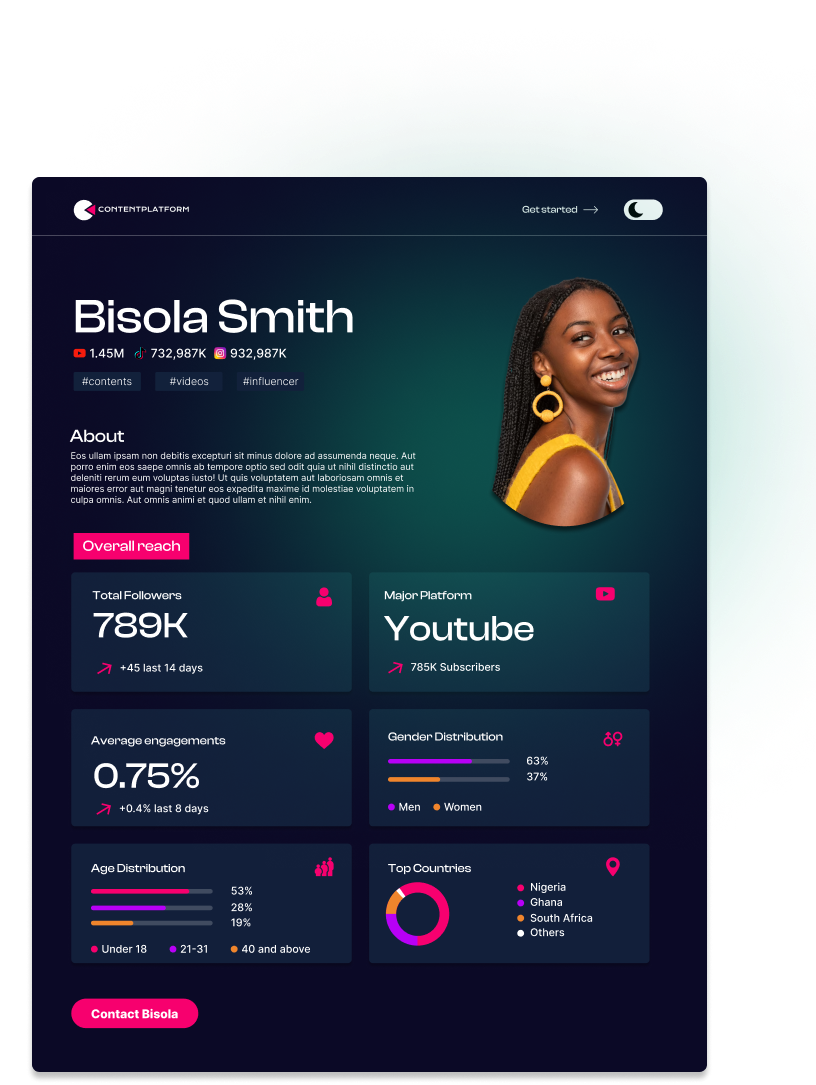 CONTENTPLATFORM
Get started
Bisola Smith
1.45M 732,987K 932,987K
#contents #videos #influencer
About
Eos ullam ipsam non debitis excepturi sit minus dolore ad assumenda neque. Aut
porro enim eos saepe omnis ab tempore optio sed odit quia ut nihil distinctio aut
deleniti rerum eum voluptas iusto! Ut quis voluptatem aut laboriosam omnis et
maiores error aut magni tenetur eos expedita maxime id molestiae voluptatem in
culpa omnis. Aut omnis animi et quod ullam et nihil enim.
Overall reach
Total Followers
789K
+45 last 14 days
Major Platform
Youtube
785K Subscribers
Average engagements
0.75%
+0.4% last 8 days
Gender Distribution
63%
37%
Men Women
Age Distribution
53%
28%
19%
Under 18 21-31 40 and above
Top Countries
Nigeria
Ghana
South Africa
Others
Contact Bisola